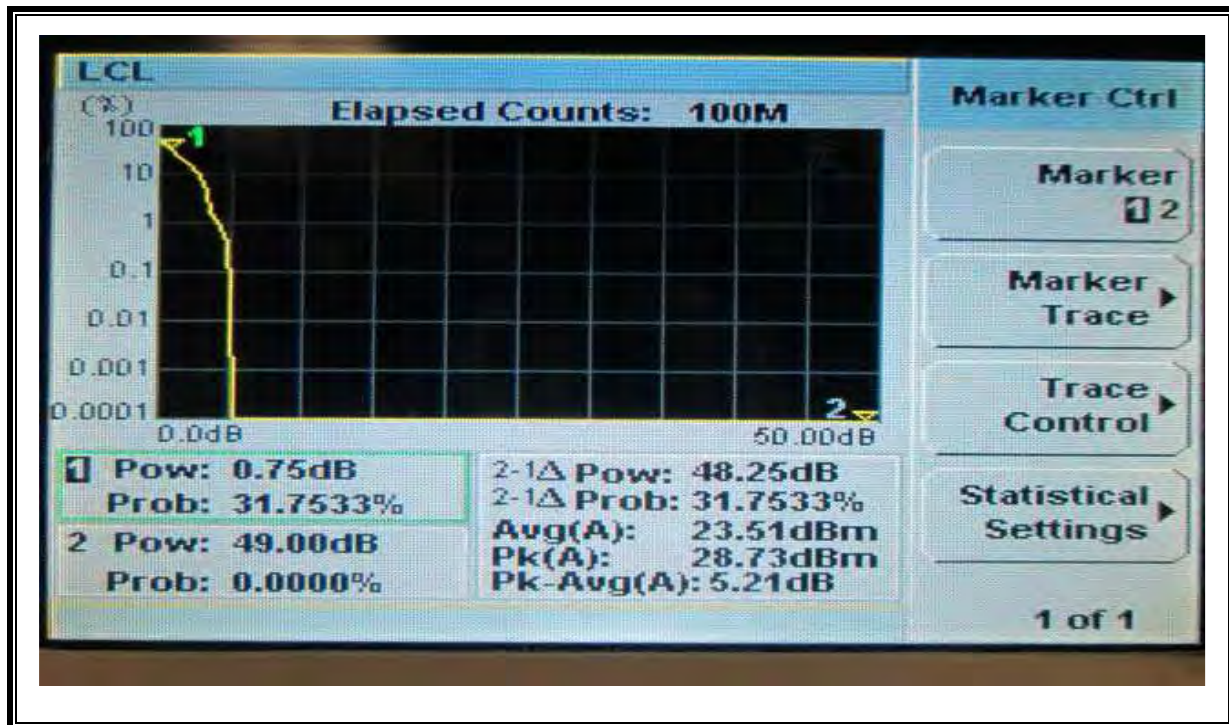 LCL
(%)
Elapsed Counts: 100M
100
10
1
0.1
0.01
0.001
0.0001
1
2
0.0dB
50.00dB
1 Pow: 0.75dB
Prob: 31.7533%
2 Pow: 49.00dB
Prob: 0.0000%
2-1Δ Pow: 48.25dB
2-1Δ Prob: 31.7533%
Avg(A): 23.51dBm
Pk(A): 28.73dBm
Pk-Avg(A): 5.21dB
Marker Ctrl
Marker
1 2
Marker
Trace
Trace
Control
Statistical
Settings
1 of 1